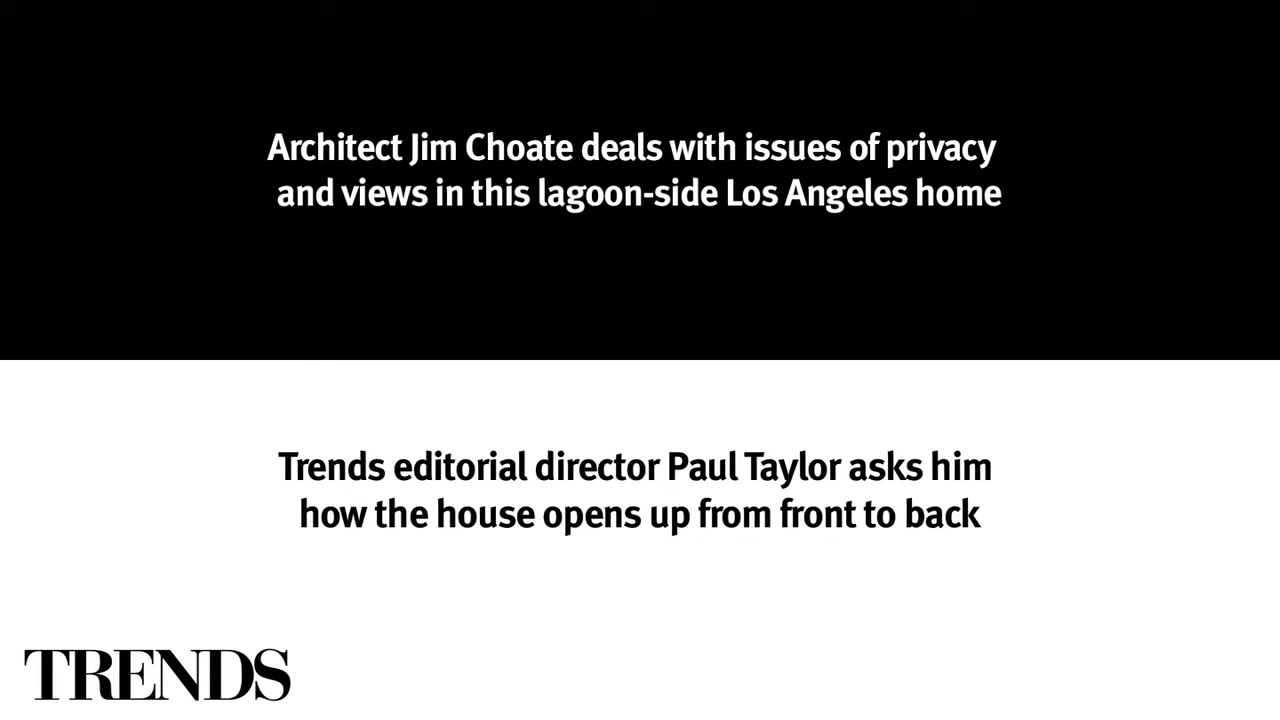 Architect Jim Choate deals with issues of privacy
and views in this lagoon-side Los Angeles home
Trends editorial director Paul Taylor asks him
how the house opens up from front to back
TRENDS